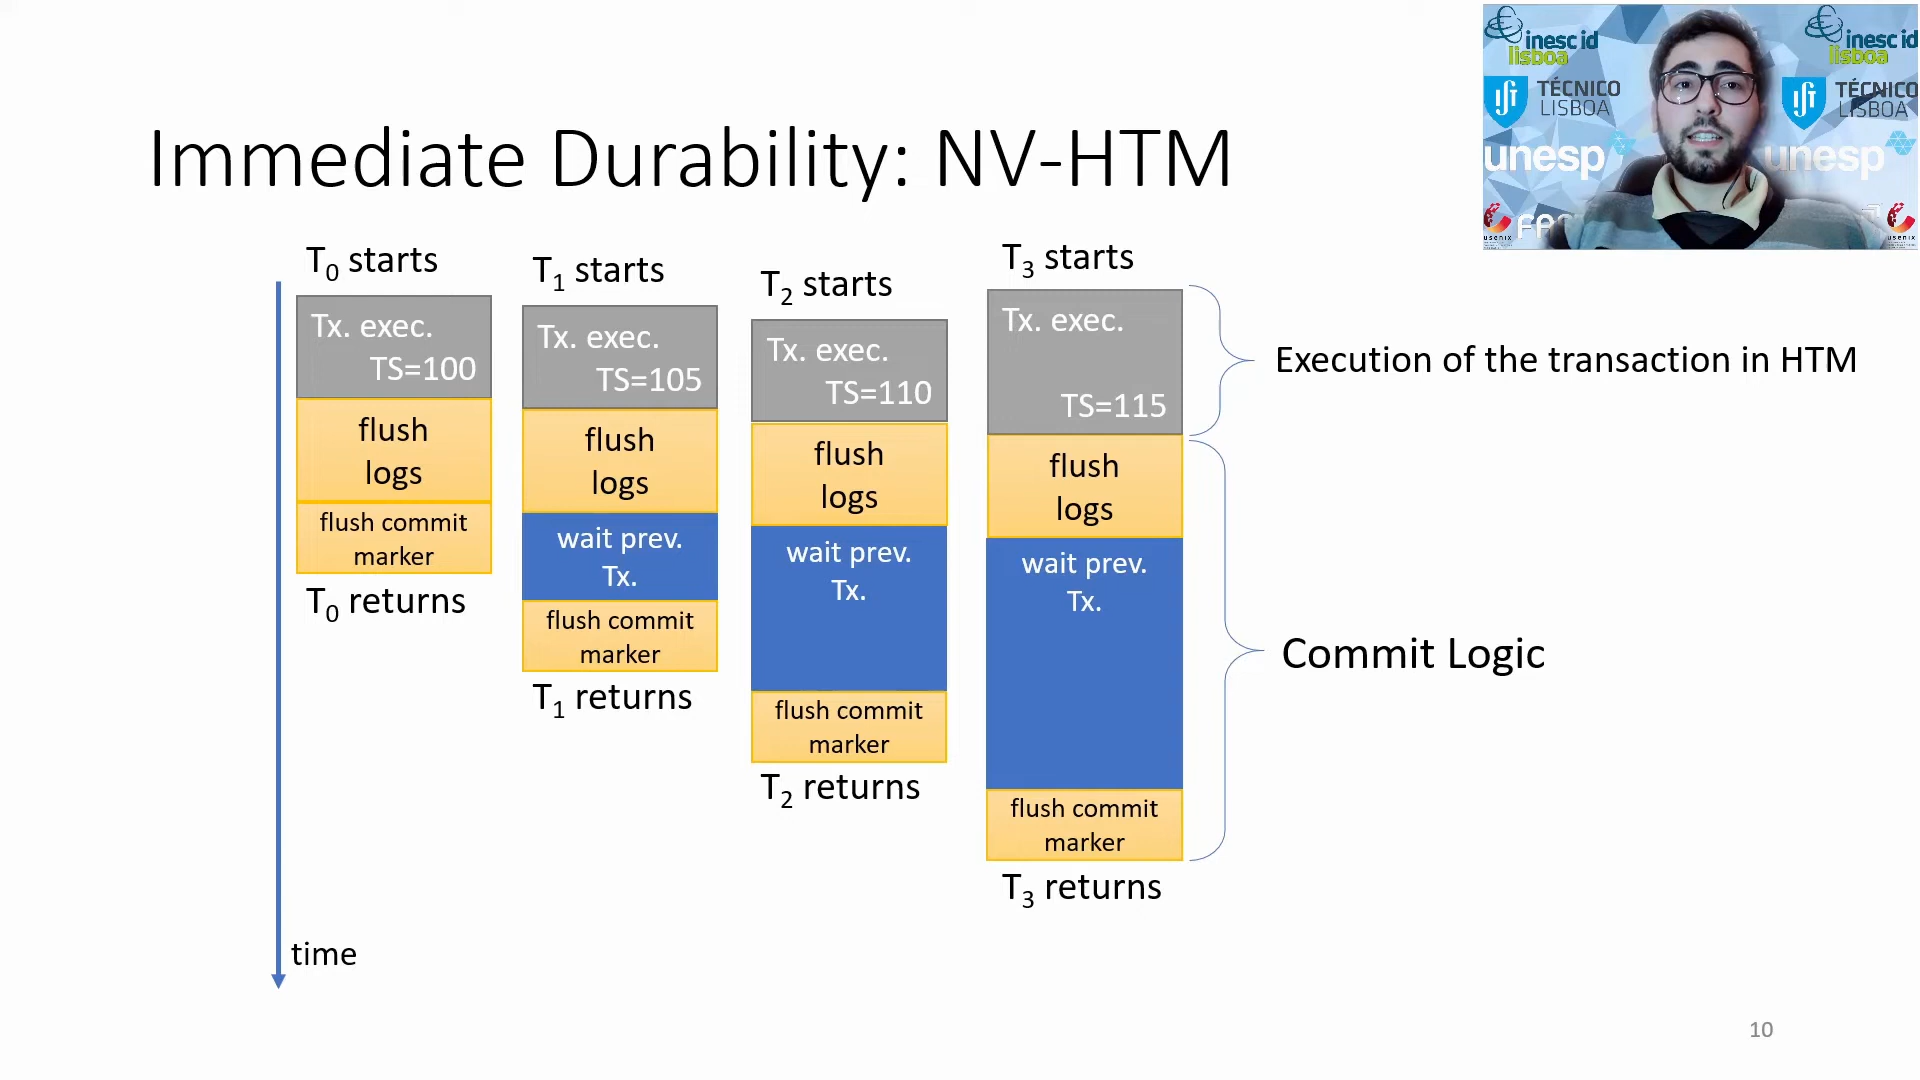 Immediate Durability: NV-HTM
inesc id
lisboa
inesc id
lisboa
TÉCNICO
LISBOA
TÉCNICO
LISBOA
unesp
unesp
usenix
usenix
T0 starts
T1 starts
T2 starts
T3 starts
Tx. exec.
TS=100
flush
logs
flush commit
marker
T0 returns
Tx. exec.
TS=105
flush
logs
wait prev.
Tx.
flush commit
marker
T1 returns
Tx. exec.
TS=110
flush
logs
wait prev.
Tx.
flush commit
marker
T2 returns
Tx. exec.
TS=115
flush
logs
wait prev.
Tx.
flush commit
marker
T3 returns
Execution of the transaction in HTM
Commit Logic
time
10